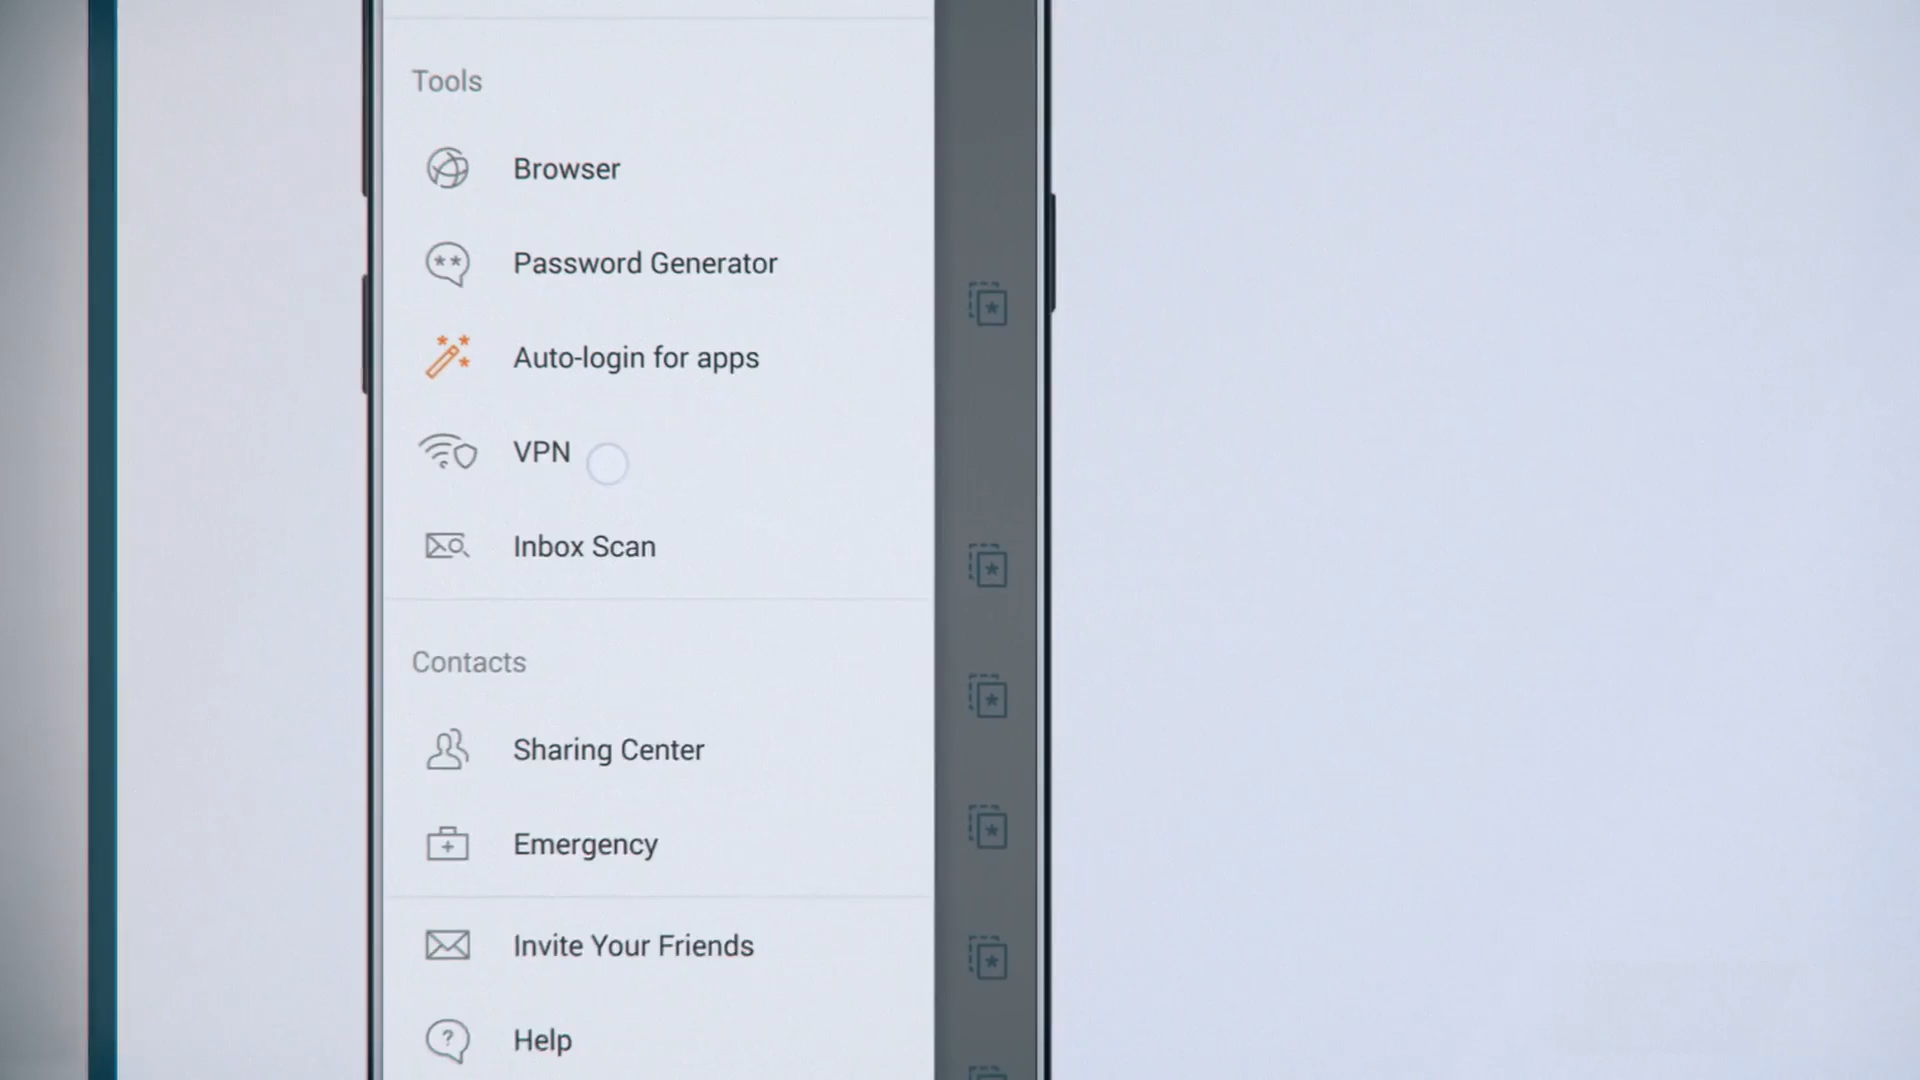 Tools
Browser
Password Generator
Auto-login for apps
VPN
Inbox Scan
Contacts
Sharing Center
Emergency
Invite Your Friends
Help